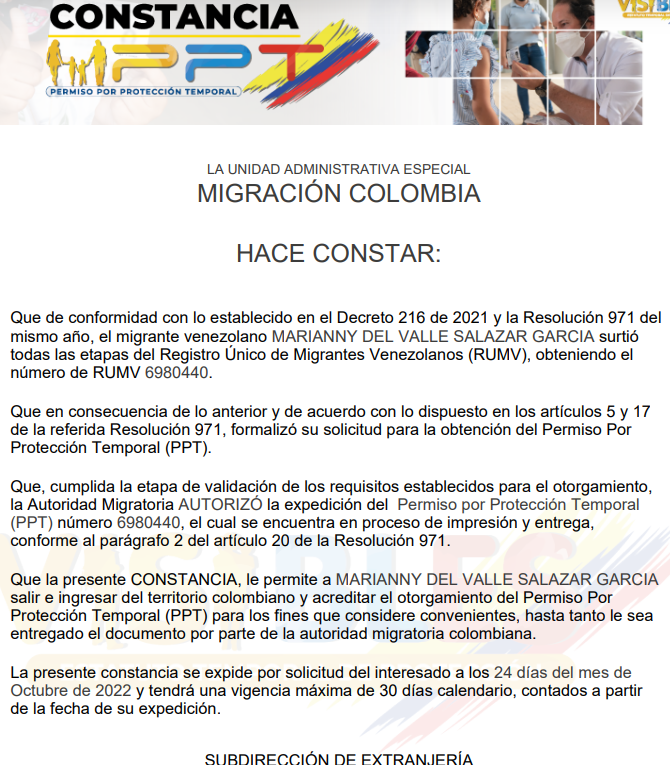 CONSTANCIA
PPT
PERMISO POR PROTECCIÓN TEMPORAL
VISIBLES
LA UNIDAD ADMINISTRATIVA ESPECIAL
MIGRACIÓN COLOMBIA
HACE CONSTAR:
Que de conformidad con lo establecido en el Decreto 216 de 2021 y la Resolución 971 del
mismo año, el migrante venezolano MARIANNY DEL VALLE SALAZAR GARCIA surtió
todas las etapas del Registro Único de Migrantes Venezolanos (RUMV), obteniendo el
número de RUMV 6980440.
Que en consecuencia de lo anterior y de acuerdo con lo dispuesto en los artículos 5 y 17
de la referida Resolución 971, formalizó su solicitud para la obtención del Permiso Por
Protección Temporal (PPT).
Que, cumplida la etapa de validación de los requisitos establecidos para el otorgamiento,
la Autoridad Migratoria AUTORIZÓ la expedición del Permiso por Protección Temporal
(PPT) número 6980440, el cual se encuentra en proceso de impresión y entrega,
conforme al parágrafo 2 del artículo 20 de la Resolución 971.
Que la presente CONSTANCIA, le permite a MARIANNY DEL VALLE SALAZAR GARCIA
salir e ingresar del territorio colombiano y acreditar el otorgamiento del Permiso Por
Protección Temporal (PPT) para los fines que considere convenientes, hasta tanto le sea
entregado el documento por parte de la autoridad migratoria colombiana.
La presente constancia se expide por solicitud del interesado a los 24 días del mes de
Octubre de 2022 y tendrá una vigencia máxima de 30 días calendario, contados a partir
de la fecha de su expedición.
SUBDIRECCIÓN DE EXTRANJERÍA